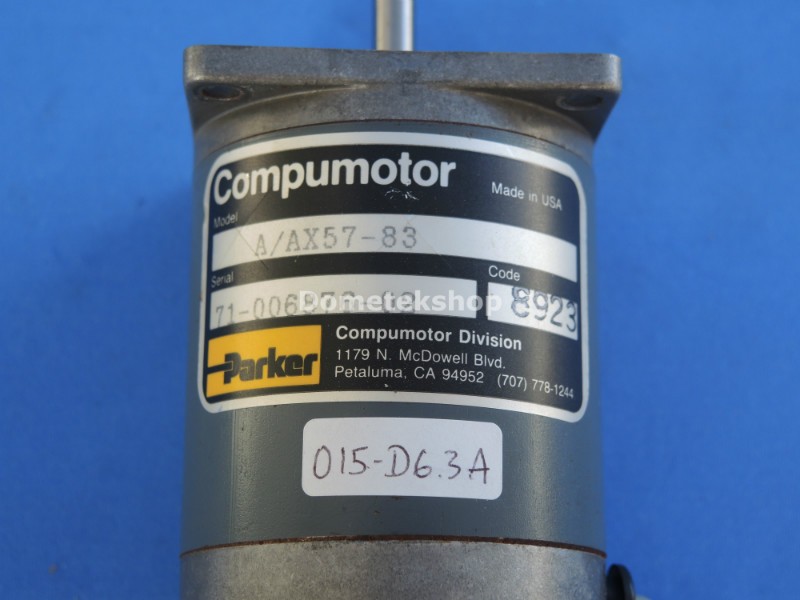 Compumotor
Made in USA
Model
A/AX57-83
Serial
Code
8923
Dometekshop
Parker
Compumotor Division
1179 N. McDowell Blvd.
Petaluma, CA 94952 (707) 778-1244
015-D6.3A